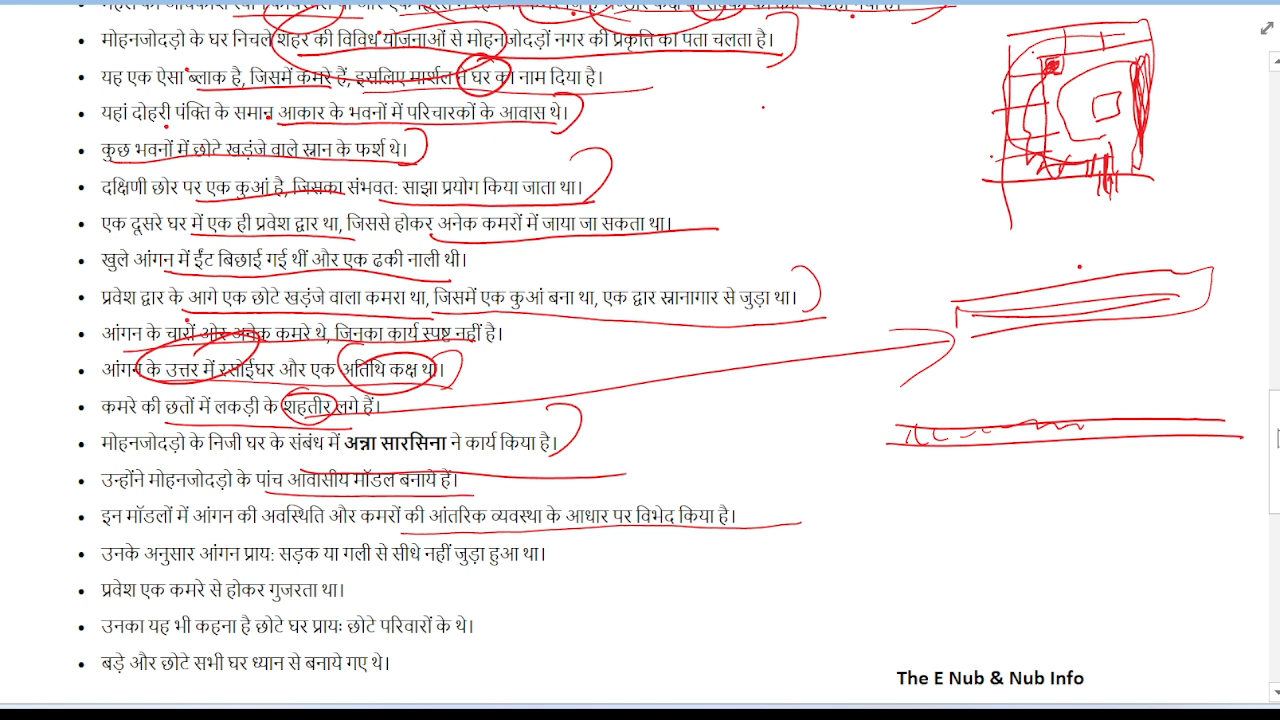 मोहनजोदड़ो के घर निचले शहर की विविध योजनाओं से मोहनजोदड़ों नगर की प्रकृति का पता चलता है।
यह एक ऐसा ब्लाक है, जिसमें कमरे हैं, इसलिए मार्शल ने घर का नाम दिया है।
यहां दोहरी पंक्ति के समान आकार के भवनों में परिचारकों के आवास थे।
कुछ भवनों में छोटे खड़ंजे वाले स्नान के फर्श थे।
दक्षिणी छोर पर एक कुआं है, जिसका संभवत: साझा प्रयोग किया जाता था।
एक दूसरे घर में एक ही प्रवेश द्वार था, जिससे होकर अनेक कमरों में जाया जा सकता था।
खुले आंगन में ईंट बिछाई गई थीं और एक ढकी नाली थी।
प्रवेश द्वार के आगे एक छोटे खड़ंजे वाला कमरा था, जिसमें एक कुआं बना था, एक द्वार स्नानागार से जुड़ा था।
आंगन के चारों ओर अनेक कमरे थे, जिनका कार्य स्पष्ट नहीं है।
आंगन के उत्तर में रसोईघर और एक अतिथि कक्ष था।
कमरे की छतों में लकड़ी के शहतीर लगे हैं।
मोहनजोदड़ो के निजी घर के संबंध में अन्ना सारसिना ने कार्य किया है।
उन्होंने मोहनजोदड़ो के पांच आवासीय मॉडल बनाये हैं।
इन मॉडलों में आंगन की अवस्थिति और कमरों की आंतरिक व्यवस्था के आधार पर विभेद किया है।
उनके अनुसार आंगन प्राय: सड़क या गली से सीधे नहीं जुड़ा हुआ था।
प्रवेश एक कमरे से होकर गुजरता था।
उनका यह भी कहना है छोटे घर प्रायः छोटे परिवारों के थे।
बड़े और छोटे सभी घर ध्यान से बनाये गए थे।
The E Nub & Nub Info